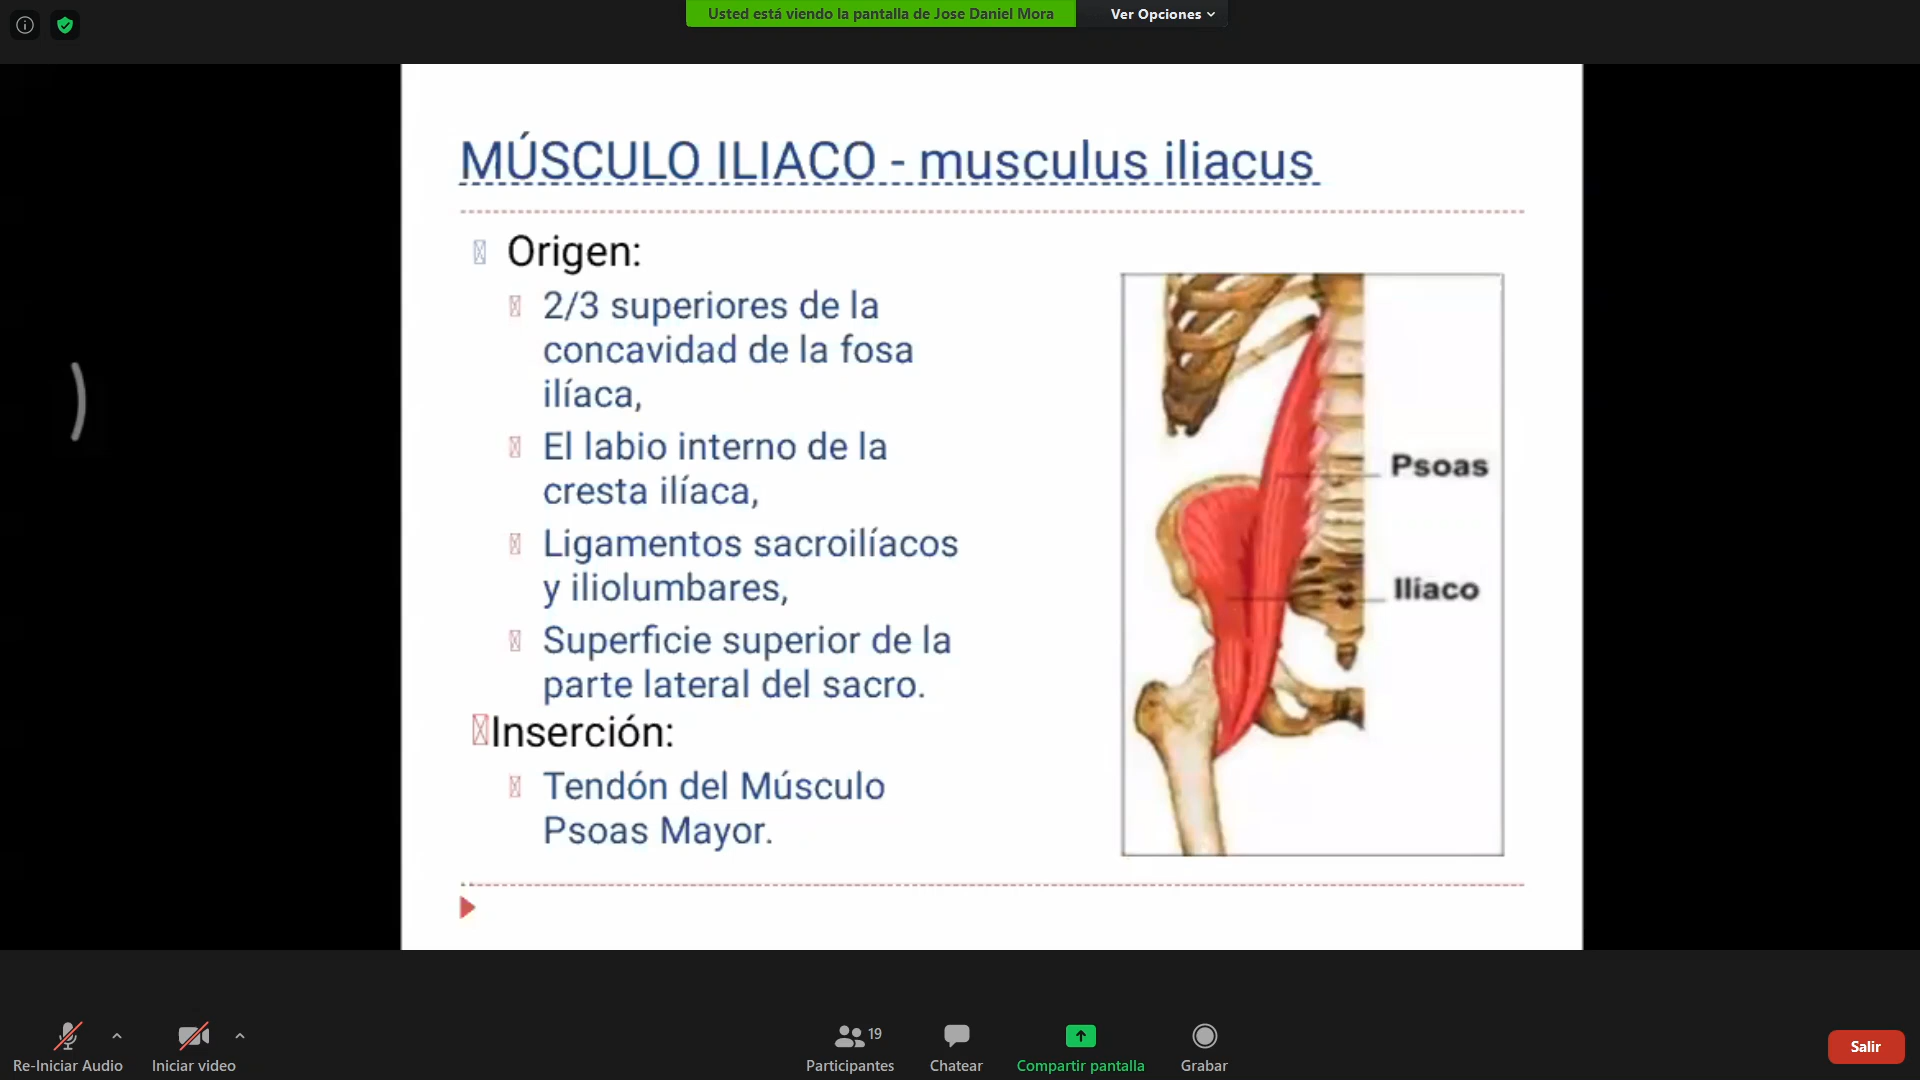 Usted está viendo la pantalla de Jose Daniel Mora
Ver Opciones
MÚSCULO ILIACO - musculus iliacus
Origen:
2/3 superiores de la
concavidad de la fosa
ilíaca,
El labio interno de la
cresta ilíaca,
Ligamentos sacroilíacos
y iliolumbares,
Superficie superior de la
parte lateral del sacro.
Inserción:
Tendón del Músculo
Psoas Mayor.
Psoas
Iliaco
Re-Iniciar Audio
Iniciar video
19
Participantes
Chatear
Compartir pantalla
Grabar
Salir